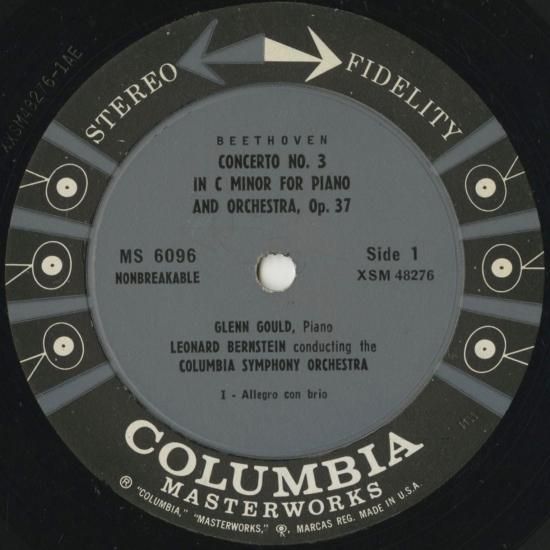 XXSM48276-1AE
STEREO FIDELITY
BEETHOVEN
CONCERTO NO. 3
IN C MINOR FOR PIANO
AND ORCHESTRA, Op. 37
MS 6096
NONBREAKABLE
Side 1
XSM 48276
GLENN GOULD, Piano
LEONARD BERNSTEIN conducting the
COLUMBIA SYMPHONY ORCHESTRA
I - Allegro con brio
COLUMBIA
MASTERWORKS
® "COLUMBIA," "MASTERWORKS," MARCAS REG. MADE IN U.S.A.